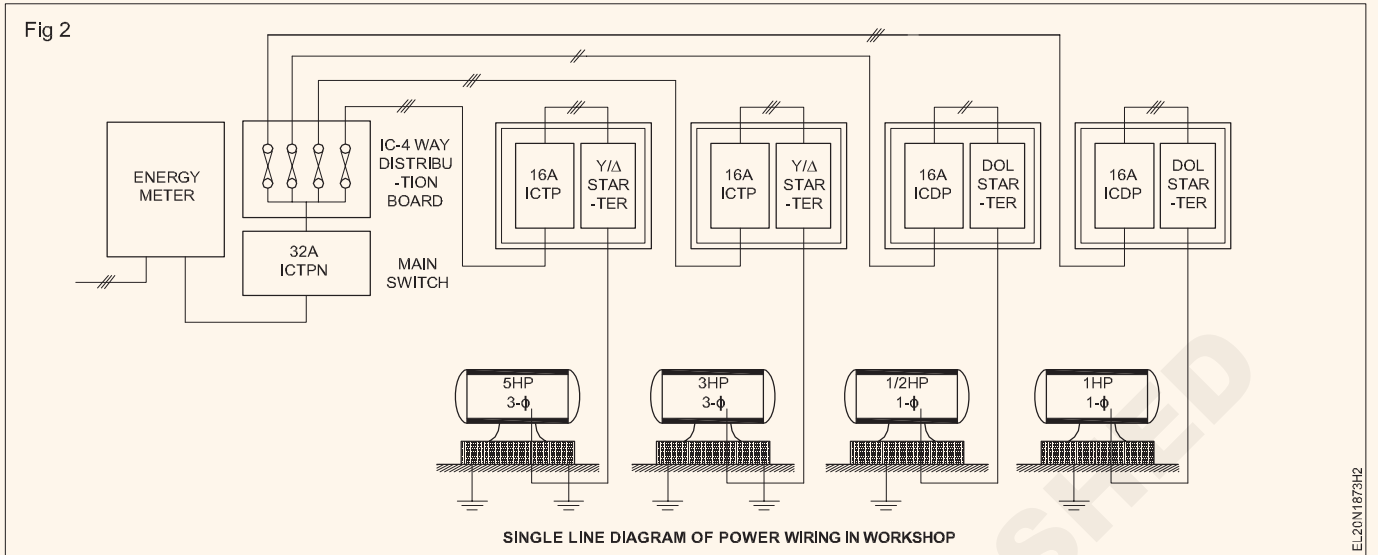 Fig 2
ENERGY
METER
IC-4 WAY
DISTRIBU
-TION
BOARD
32A
ICTPN
MAIN
SWITCH
16A
ICTP
Y/Δ
STAR
-TER
16A
ICTP
Y/Δ
STAR
-TER
16A
ICDP
DOL
STAR
-TER
16A
ICDP
DOL
STAR
-TER
5HP
3-ϕ
3HP
3-ϕ
1/2HP
1-ϕ
1HP
1-ϕ
SINGLE LINE DIAGRAM OF POWER WIRING IN WORKSHOP
EL20N1873H2
SHED